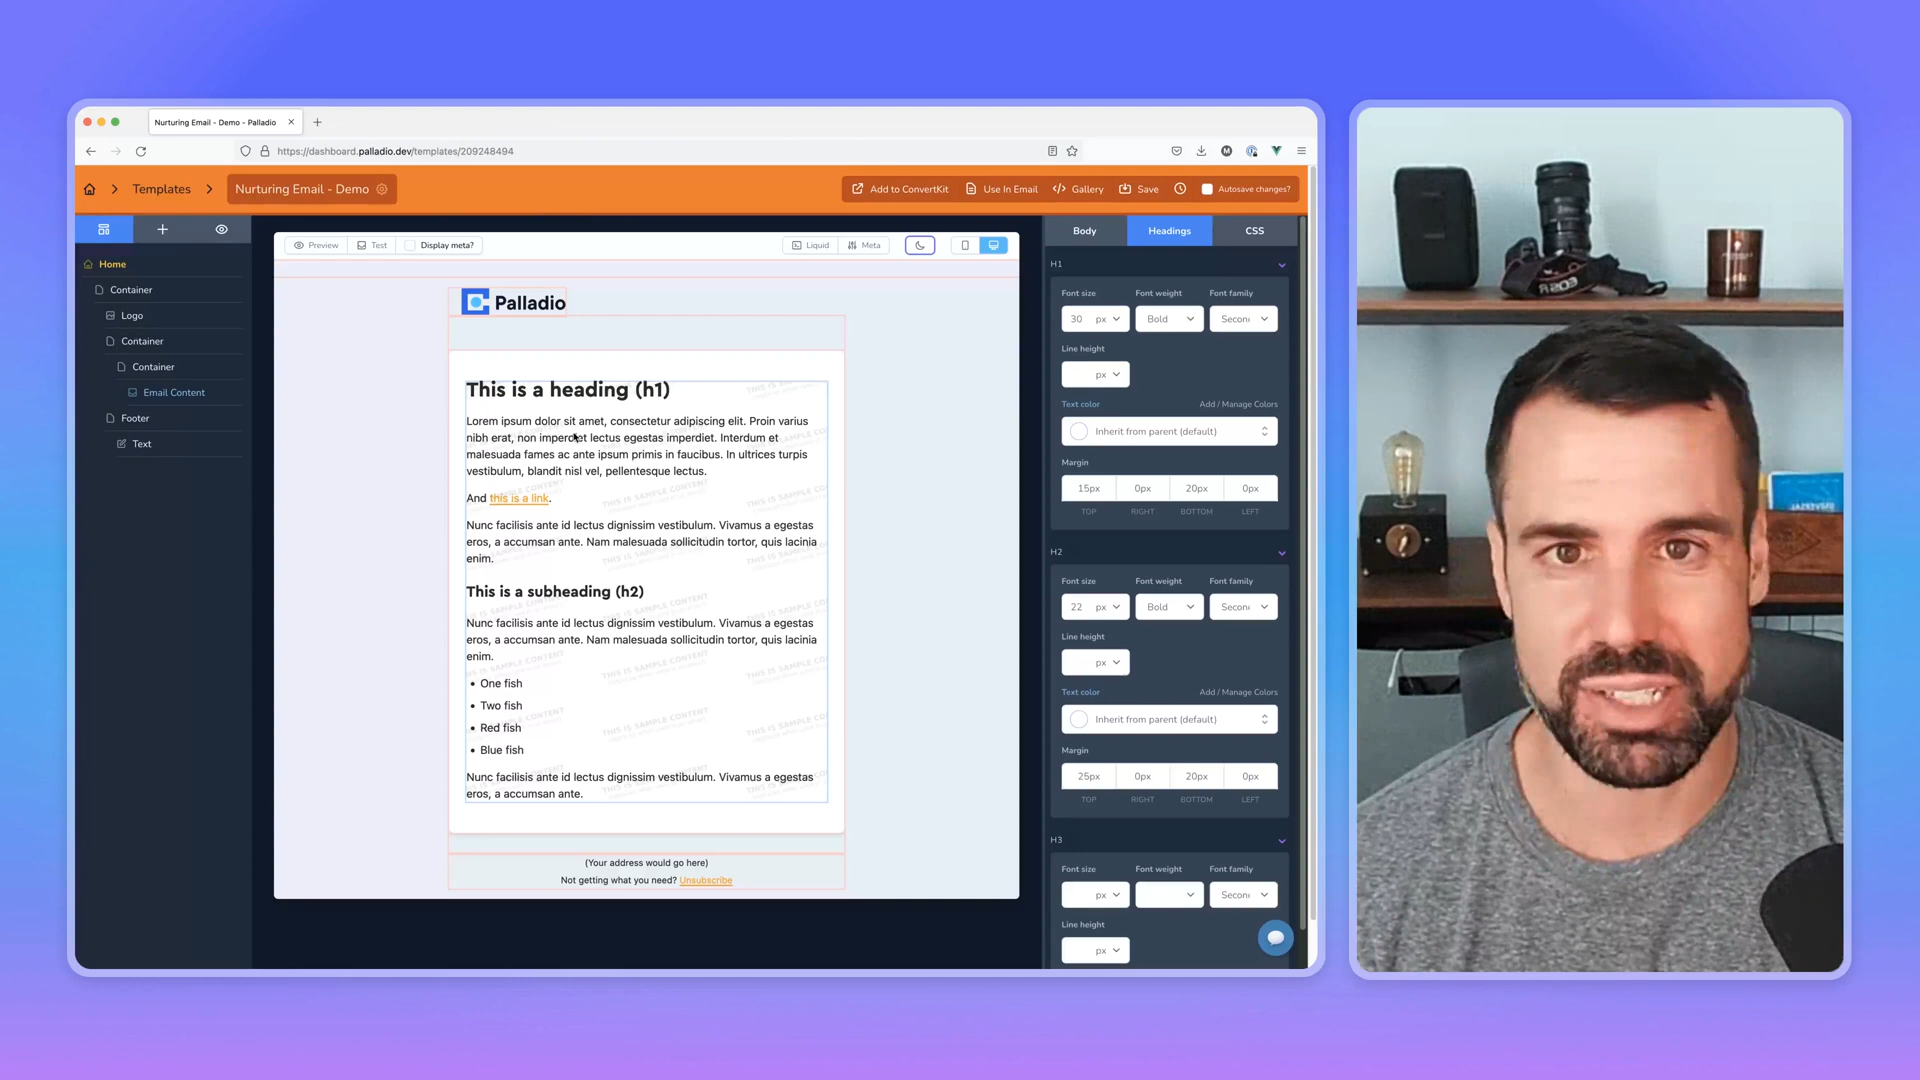 Nurturing Email - Demo - Palladio
https://dashboard.palladio.dev/templates/209248494
Templates
Nurturing Email - Demo
Add to ConvertKit
Use In Email
Gallery
Save
Autosave changes?
Home
Container
Logo
Container
Container
Email Content
Footer
Text
Preview
Test
Display meta?
Liquid
Meta
Palladio
This is a heading (h1)
Lorem ipsum dolor sit amet, consectetur adipiscing elit. Proin varius
nibh erat, non imperdiet lectus egestas imperdiet. Interdum et
malesuada fames ac ante ipsum primis in faucibus. In ultrices turpis
vestibulum, blandit nisl vel, pellentesque lectus.
And this is a link.
Nunc facilisis ante id lectus dignissim vestibulum. Vivamus a egestas
eros, a accumsan ante. Nam malesuada sollicitudin tortor, quis lacinia
enim.
This is a subheading (h2)
Nunc facilisis ante id lectus dignissim vestibulum. Vivamus a egestas
eros, a accumsan ante. Nam malesuada sollicitudin tortor, quis lacinia
enim.
THIS IS SAMPLE CONTENT
• One fish
• Two fish
• Red fish
• Blue fish
Nunc facilisis ante id lectus dignissim vestibulum. Vivamus a egestas
eros, a accumsan ante.
(Your address would go here)
Not getting what you need? Unsubscribe
Body
Headings
CSS
H1
Font size
Font weight
Font family
30 px
Bold
Secon
Line height
px
Text color
Add / Manage Colors
Inherit from parent (default)
Margin
15px
0px
20px
0px
TOP
RIGHT
BOTTOM
LEFT
H2
Font size
Font weight
Font family
22 px
Bold
Secon
Line height
px
Text color
Add / Manage Colors
Inherit from parent (default)
Margin
25px
0px
20px
0px
TOP
RIGHT
BOTTOM
LEFT
H3
Font size
Font weight
Font family
px
Secon
Line height
px
EOS R